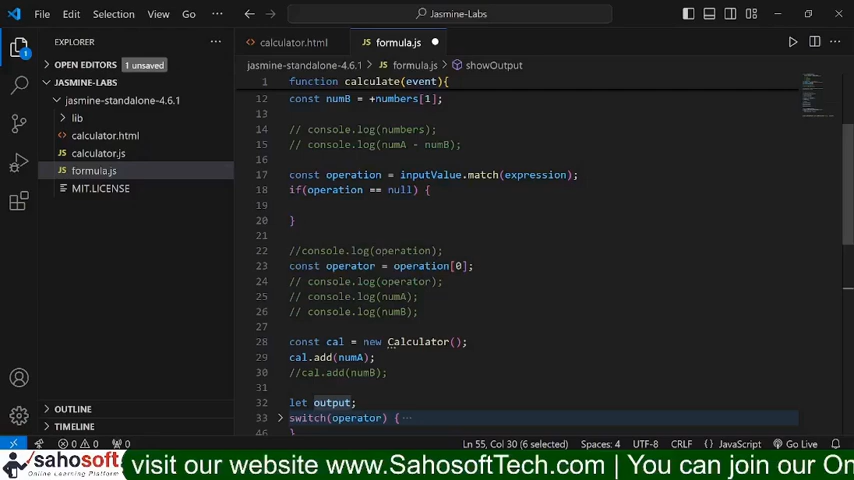 File Edit Selection View Go ··· Jasmine-Labs
EXPLORER ···
OPEN EDITORS 1 unsaved
JASMINE-LABS
jasmine-standalone-4.6.1
lib
calculator.html
calculator.js
formula.js
MIT.LICENSE
OUTLINE
TIMELINE
calculator.html formula.js
jasmine-standalone-4.6.1 > formula.js > showOutput
1 function calculate(event){
12 const numB = +numbers[1];
13
14 // console.log(numbers);
15 // console.log(numA - numB);
16
17 const operation = inputValue.match(expression);
18 if(operation == null) {
19
20 }
21
22 //console.log(operation);
23 const operator = operation[0];
24 // console.log(operator);
25 // console.log(numA);
26 // console.log(numB);
27
28 const cal = new Calculator();
29 cal.add(numA);
30 //cal.add(numB);
31
32 let output;
33 switch(operator) { ···
46 }
0 0 0 Ln 55, Col 30 (6 selected) Spaces: 4 UTF-8 CRLF JavaScript Go Live
sahosoft
Online Learning Platform
visit our website www.SahosoftTech.com | You can join our On